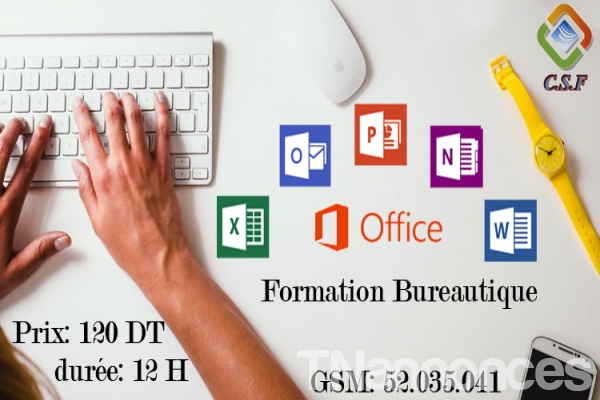 C.S.F
O
P
N
X
Office
W
Formation Bureautique
Prix: 120 DT
durée: 12 H
GSM: 52.035.041
TNannonces